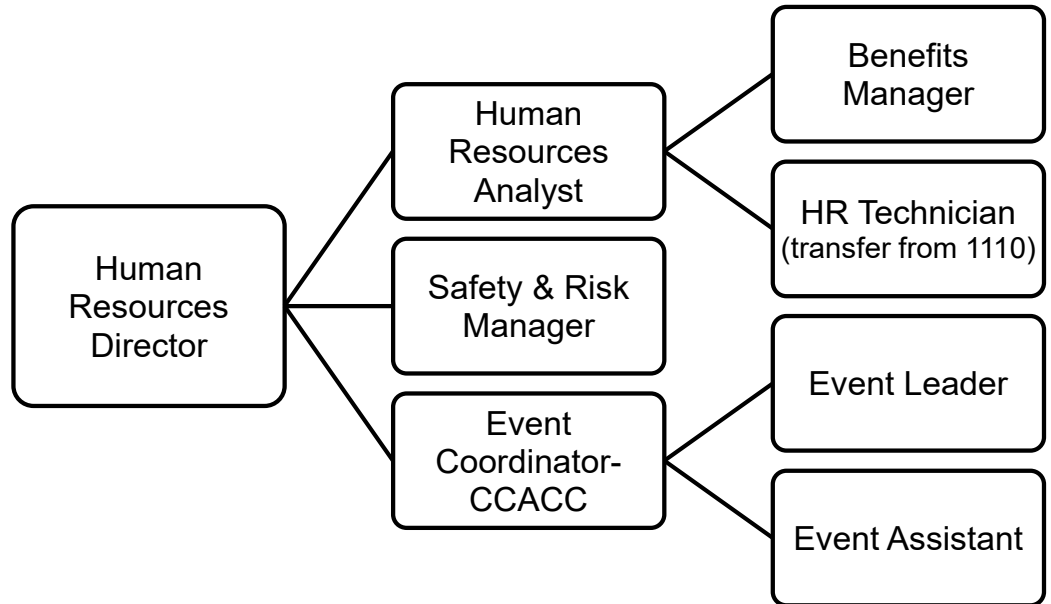 Human
Resources
Director
Human
Resources
Analyst
Safety & Risk
Manager
Event
Coordinator-
CCACC
Benefits
Manager
HR Technician
(transfer from 1110)
Event Leader
Event Assistant